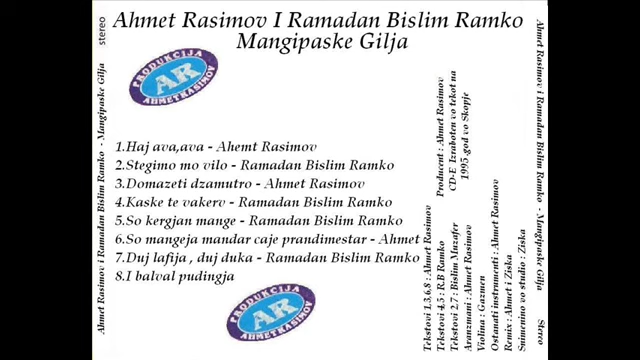 stereo
Ahmet Rasimov I Ramadan Bislim Ramko
Mangipaske Gilja
PRODUKCIJA
AR
AHMETRASIMOV
1.Haj ava,ava - Ahemt Rasimov
2.Stegimo mo vilo - Ramadan Bislim Ramko
3.Domazeti dzamutro - Ahmet Rasimov
4.Kaske te vakerv - Ramadan Bislim Ramko
5.So kergjan mange - Ramadan Bislim Ramko
6.So mangeja mandar caje prandimestar - Ahmet
7.Duj lafija , duj duka - Ramadan Bislim Ramko
8.I balval pudingja
PRODUKCIJA
AR
AHMETRASIMOV
Ahmet Rasimov I Ramadan Bislim Ramko - Mangipaske Gilja
Tekstovi 1,3,6,8 : Ahmet Rasimov
Tekstovi 4,5 : R.B Ramko
Tekstovi 2,7 : Bislim Muzafer
Aranzmani : Ahmet Rasimov
Violina : Gazmen
Ostanati instrumenti : Ahmet Rasimov
Remix : Ahmet i Ziska
Snimenino vo studio : Ziska
Producent : Ahmet Rasimov
CD-E Izraboten vo tekot na
1995 .god vo Skopje
Ahmet Rasimov i Ramadan Bislim Ramko - Mangipaske Gilja
Stereo